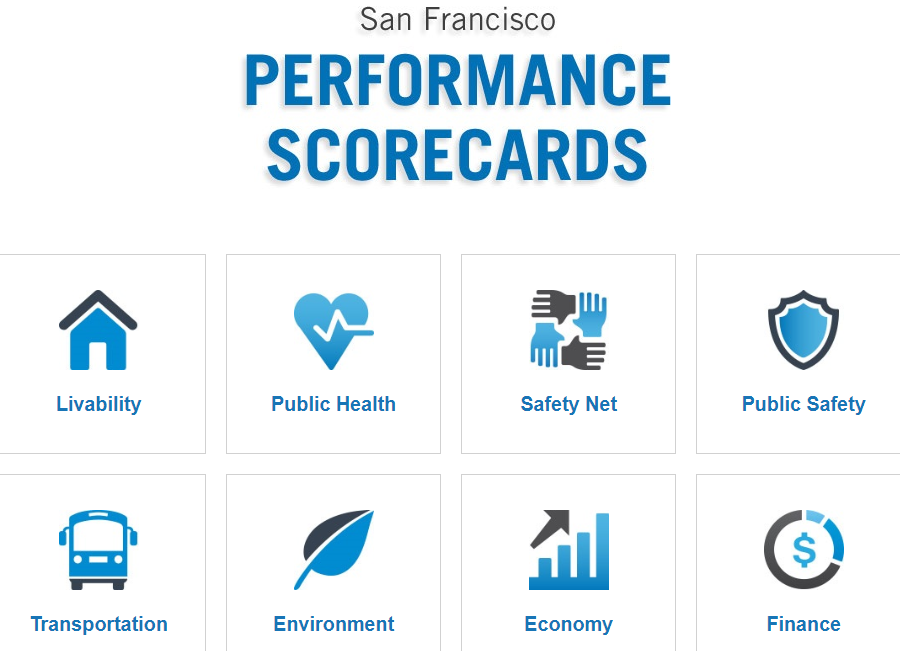 San Francisco
PERFORMANCE
SCORECARDS
Livability
Public Health
Safety Net
Public Safety
Transportation
Environment
Economy
$
Finance